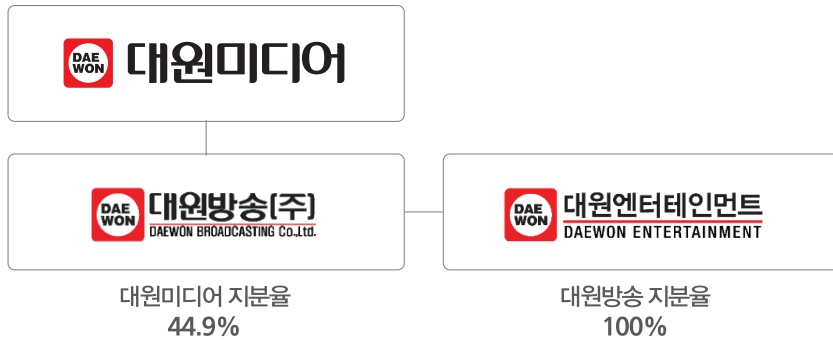 DAE
WON
대원미디어
DAE
WON
대원방송(주)
DAEWON BROADCASTING Co.,Ltd.
DAE
WON
대원엔터테인먼트
DAEWON ENTERTAINMENT
대원미디어 지분율
44.9%
대원방송 지분율
100%